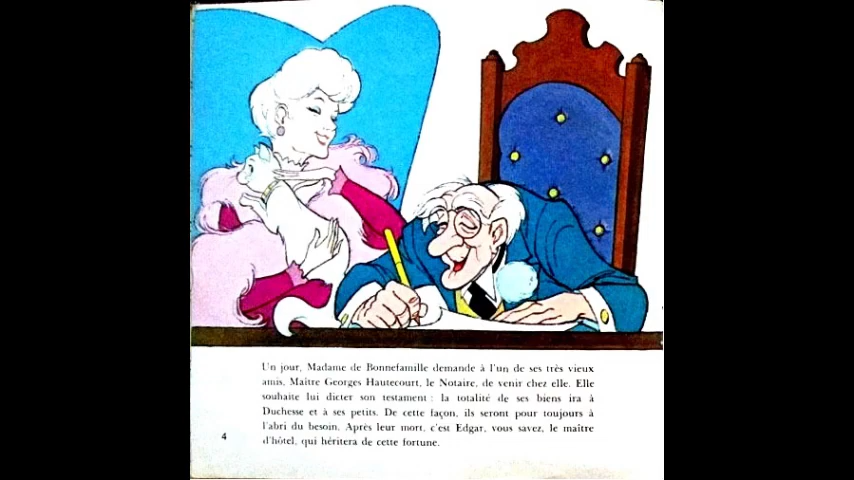 Un jour, Madame de Bonnefamille demande à l'un de ses très vieux
amis, Maître Georges Hautecourt, le Notaire, de venir chez elle. Elle
souhaite lui dicter son testament : la totalité de ses biens ira à
Duchesse et à ses petits. De cette façon, ils seront pour toujours à
l'abri du besoin. Après leur mort, c'est Edgar, vous savez, le maître
d'hôtel, qui héritera de cette fortune.
4